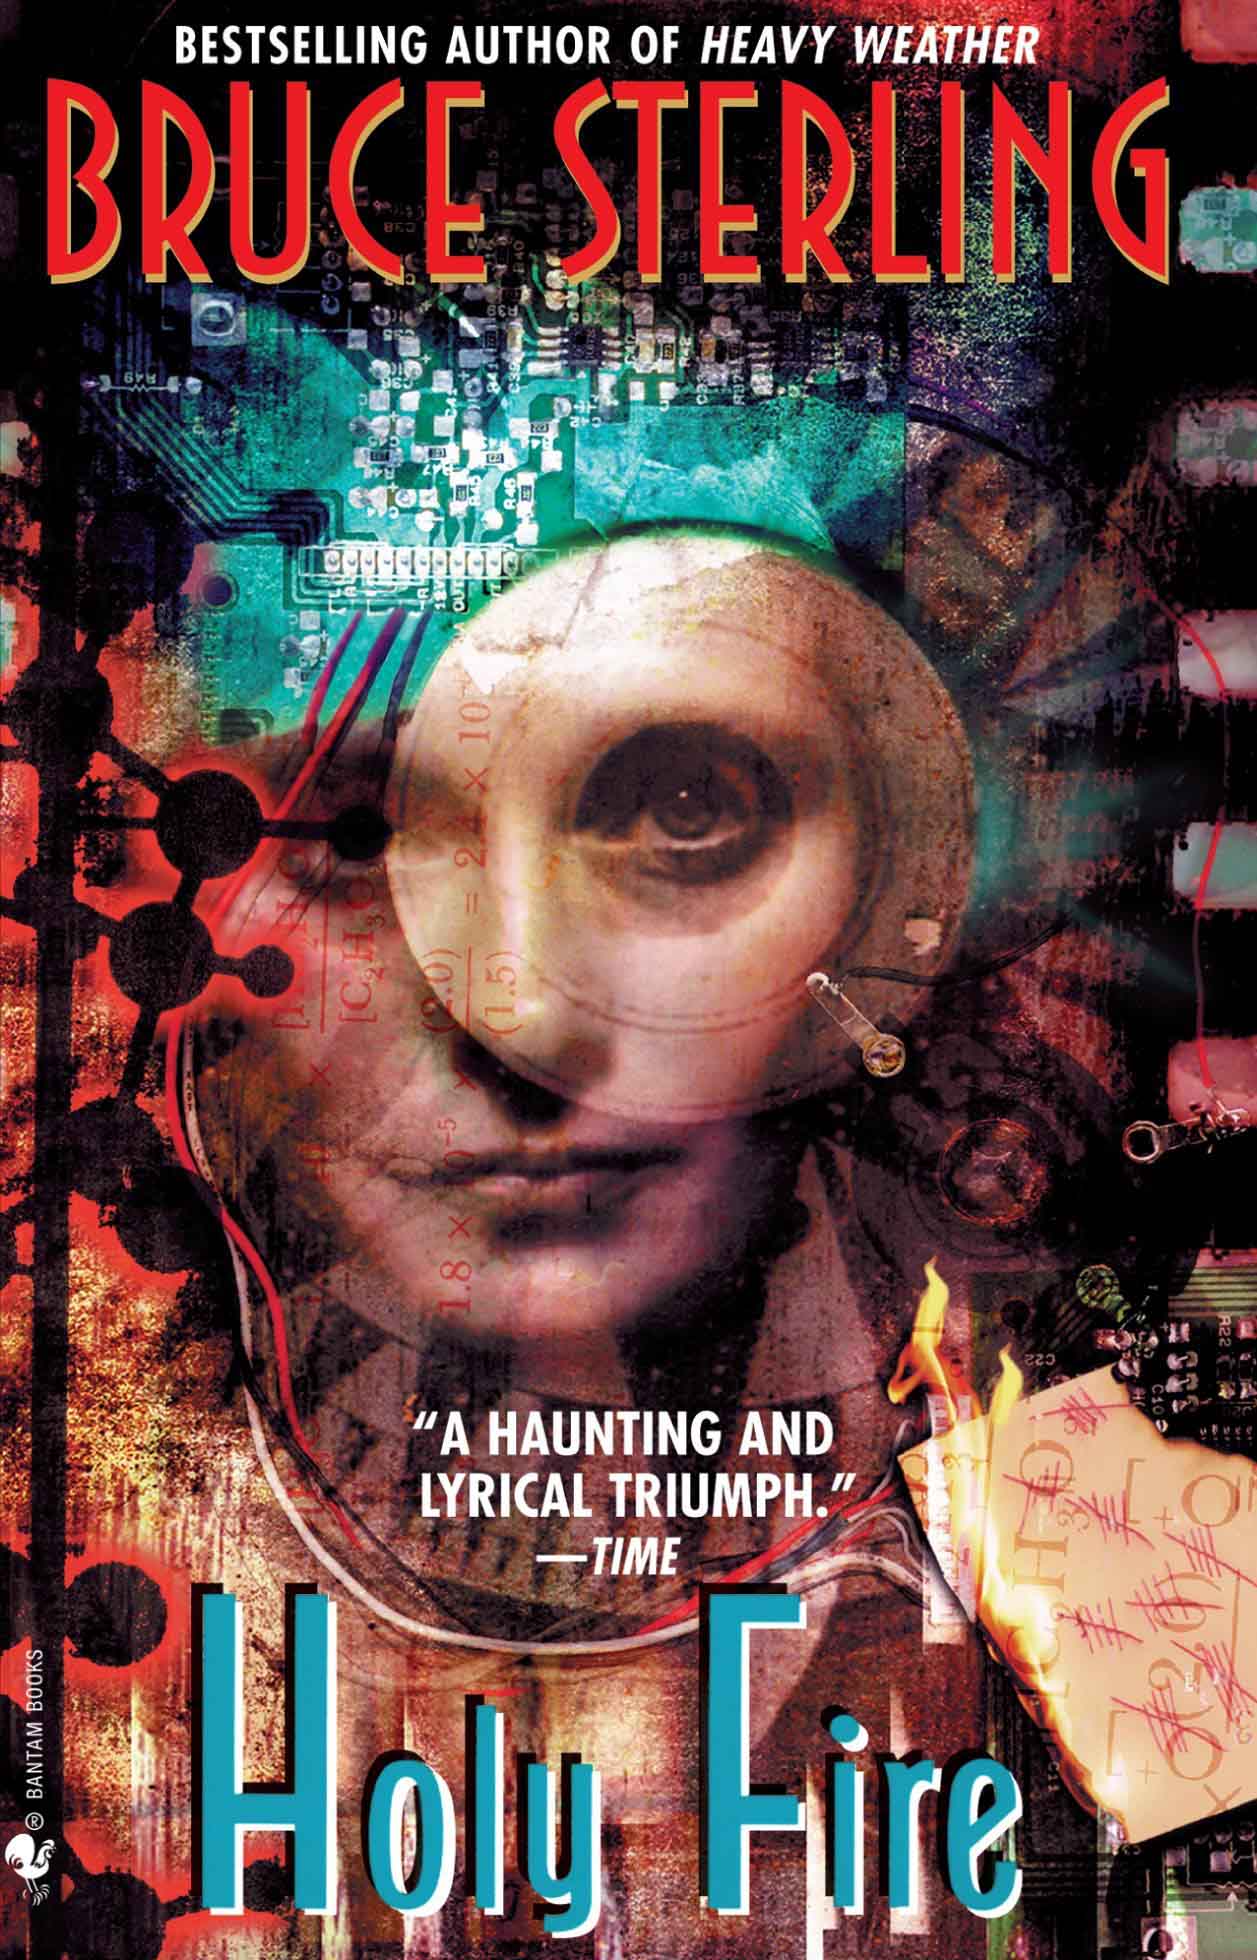 BESTSELLING AUTHOR OF HEAVY WEATHER
BRUCE STERLING
"A HAUNTING AND
LYRICAL TRIUMPH."
—TIME
Holy Fire
® BANTAM BOOKS